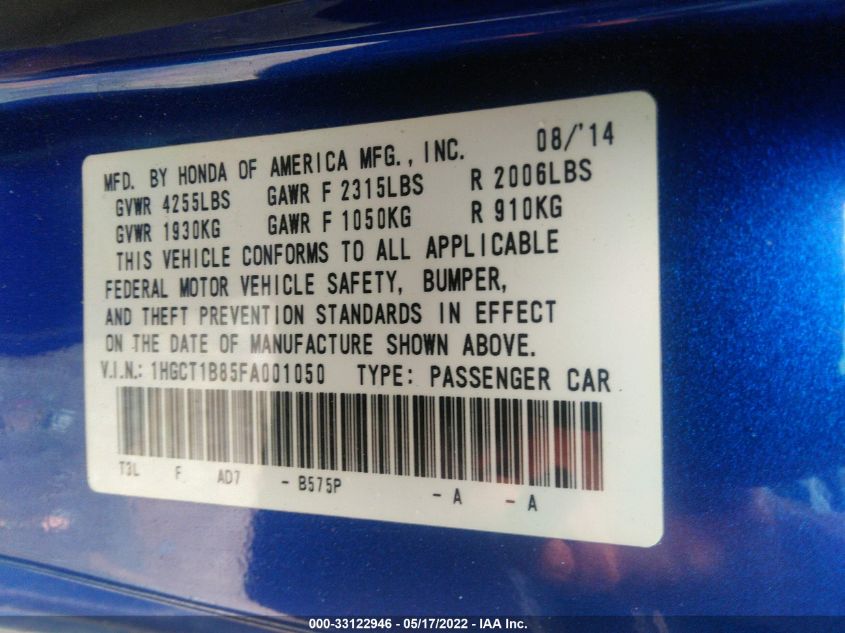 MFD. BY HONDA OF AMERICA MFG., INC. 08/'14
GVWR 4255LBS GAWR F 2315LBS R 2006LBS
GVWR 1930KG GAWR F 1050KG R 910KG
THIS VEHICLE CONFORMS TO ALL APPLICABLE
FEDERAL MOTOR VEHICLE SAFETY, BUMPER,
AND THEFT PREVENTION STANDARDS IN EFFECT
ON THE DATE OF MANUFACTURE SHOWN ABOVE.
V.I.N.: 1HGCT1B85FA001050 TYPE: PASSENGER CAR
T3L F AD7 - B575P - A - A
000-33122946 - 05/17/2022 - IAA Inc.